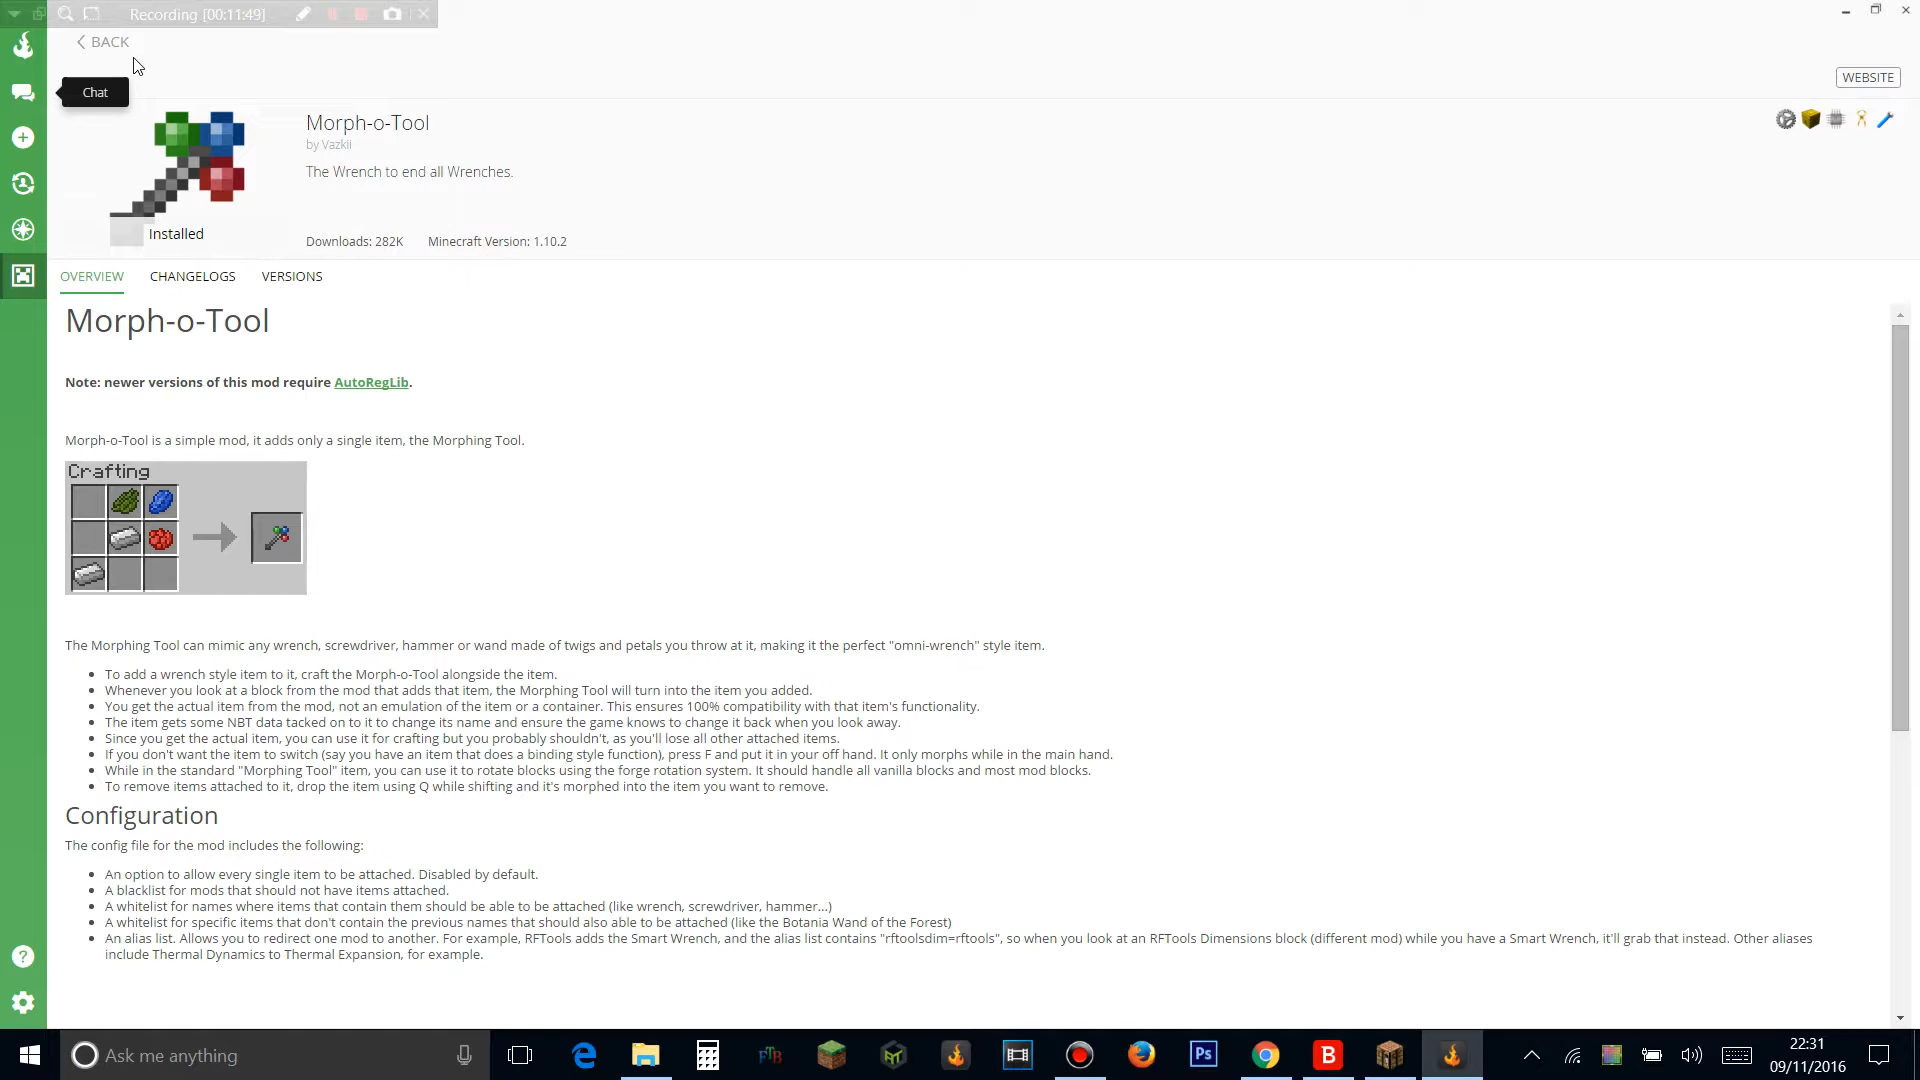 Recording [00:11:49]
BACK
WEBSITE
Chat
Morph-o-Tool
by Vazkii
The Wrench to end all Wrenches.
Installed
Downloads: 282K Minecraft Version: 1.10.2
OVERVIEW CHANGELOGS VERSIONS
Morph-o-Tool
Note: newer versions of this mod require AutoRegLib.
Morph-o-Tool is a simple mod, it adds only a single item, the Morphing Tool.
Crafting
The Morphing Tool can mimic any wrench, screwdriver, hammer or wand made of twigs and petals you throw at it, making it the perfect "omni-wrench" style item.
To add a wrench style item to it, craft the Morph-o-Tool alongside the item.
Whenever you look at a block from the mod that adds that item, the Morphing Tool will turn into the item you added.
You get the actual item from the mod, not an emulation of the item or a container. This ensures 100% compatibility with that item's functionality.
The item gets some NBT data tacked on to it to change its name and ensure the game knows to change it back when you look away.
Since you get the actual item, you can use it for crafting but you probably shouldn't, as you'll lose all other attached items.
If you don't want the item to switch (say you have an item that does a binding style function), press F and put it in your off hand. It only morphs while in the main hand.
While in the standard "Morphing Tool" item, you can use it to rotate blocks using the forge rotation system. It should handle all vanilla blocks and most mod blocks.
To remove items attached to it, drop the item using Q while shifting and it's morphed into the item you want to remove.
Configuration
The config file for the mod includes the following:
An option to allow every single item to be attached. Disabled by default.
A blacklist for mods that should not have items attached.
A whitelist for names where items that contain them should be able to be attached (like wrench, screwdriver, hammer...)
A whitelist for specific items that don't contain the previous names that should also able to be attached (like the Botania Wand of the Forest)
An alias list. Allows you to redirect one mod to another. For example, RFTools adds the Smart Wrench, and the alias list contains "rftoolsdim=rftools", so when you look at an RFTools Dimensions block (different mod) while you have a Smart Wrench, it'll grab that instead. Other aliases
include Thermal Dynamics to Thermal Expansion, for example.
Ask me anything
FTB
Ps
B
22:31
09/11/2016